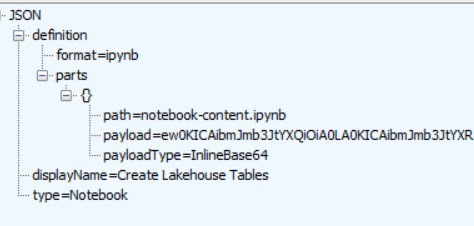 JSON
definition
format=ipynb
parts
{}
path=notebook-content.ipynb
payload=ew0KICAibmJmb3JtYXQiOiA0LA0KICAibmJmb3JtYXR
payloadType=InlineBase64
displayName=Create Lakehouse Tables
type=Notebook